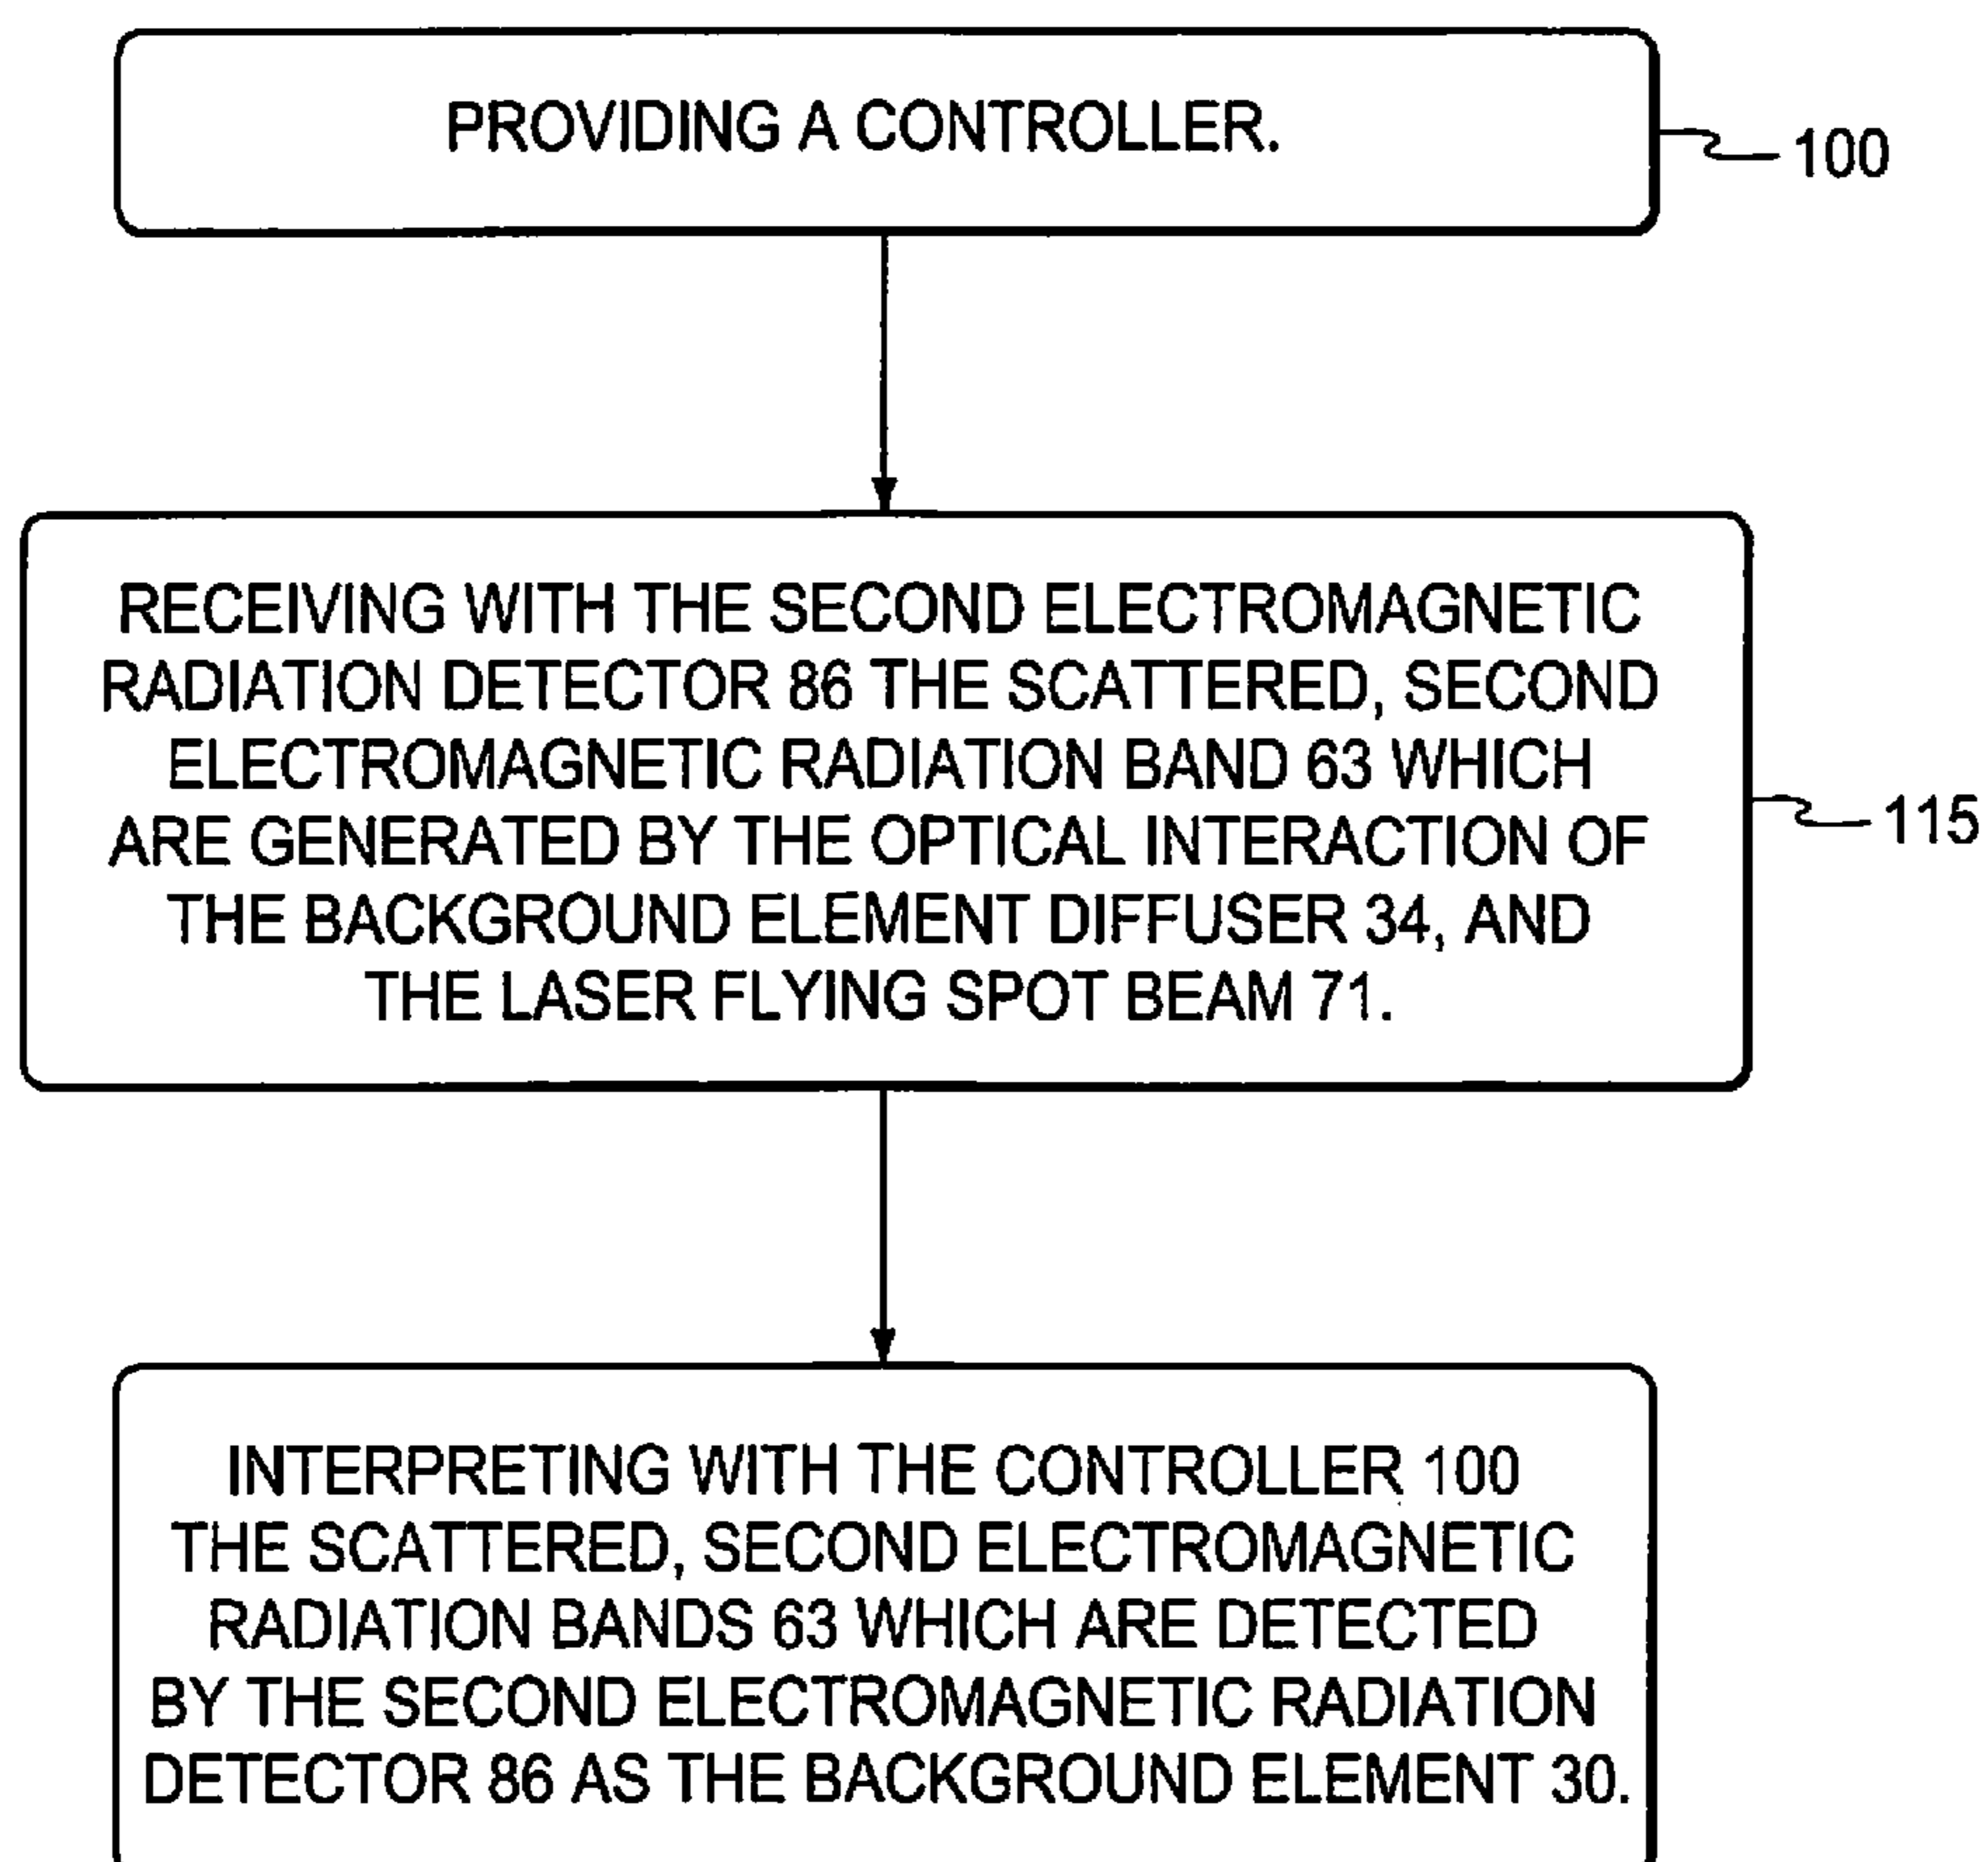 PROVIDING A CONTROLLER.
100
RECEIVING WITH THE SECOND ELECTROMAGNETIC
RADIATION DETECTOR 86 THE SCATTERED, SECOND
ELECTROMAGNETIC RADIATION BAND 63 WHICH
ARE GENERATED BY THE OPTICAL INTERACTION OF
THE BACKGROUND ELEMENT DIFFUSER 34, AND
THE LASER FLYING SPOT BEAM 71.
115
INTERPRETING WITH THE CONTROLLER 100
THE SCATTERED, SECOND ELECTROMAGNETIC
RADIATION BANDS 63 WHICH ARE DETECTED
BY THE SECOND ELECTROMAGNETIC RADIATION
DETECTOR 86 AS THE BACKGROUND ELEMENT 30.